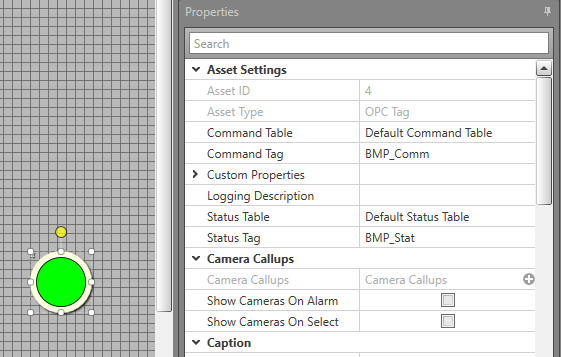 Properties
Search
Asset Settings
Asset ID 4
Asset Type OPC Tag
Command Table Default Command Table
Command Tag BMP_Comm
Custom Properties
Logging Description
Status Table Default Status Table
Status Tag BMP_Stat
Camera Callups
Camera Callups Camera Callups
Show Cameras On Alarm
Show Cameras On Select
Caption